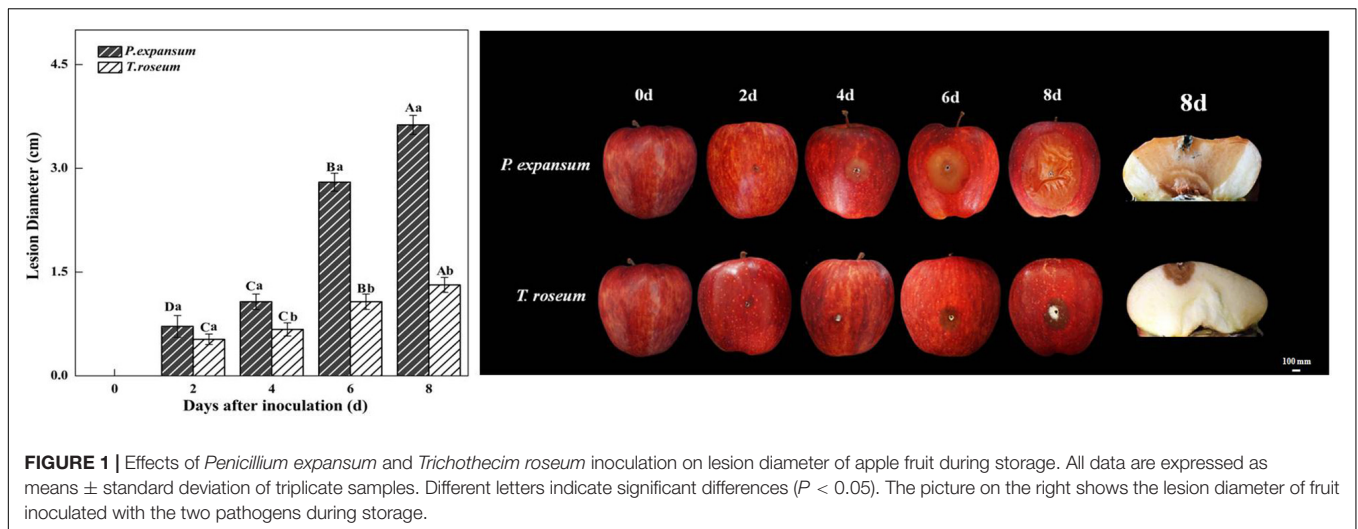 4.5
3.0
1.5
0.0
Lesion Diameter (cm)
P.expansum
T.roseum
Da
Ca
Ca
Cb
Ba
Bb
Aa
Ab
0
2
4
6
8
Days after inoculation (d)
0d
2d
4d
6d
8d
8d
P. expansum
T. roseum
100 mm
FIGURE 1 | Effects of Penicillium expansum and Trichothecim roseum inoculation on lesion diameter of apple fruit during storage. All data are expressed as
means ± standard deviation of triplicate samples. Different letters indicate significant differences (P < 0.05). The picture on the right shows the lesion diameter of fruit
inoculated with the two pathogens during storage.